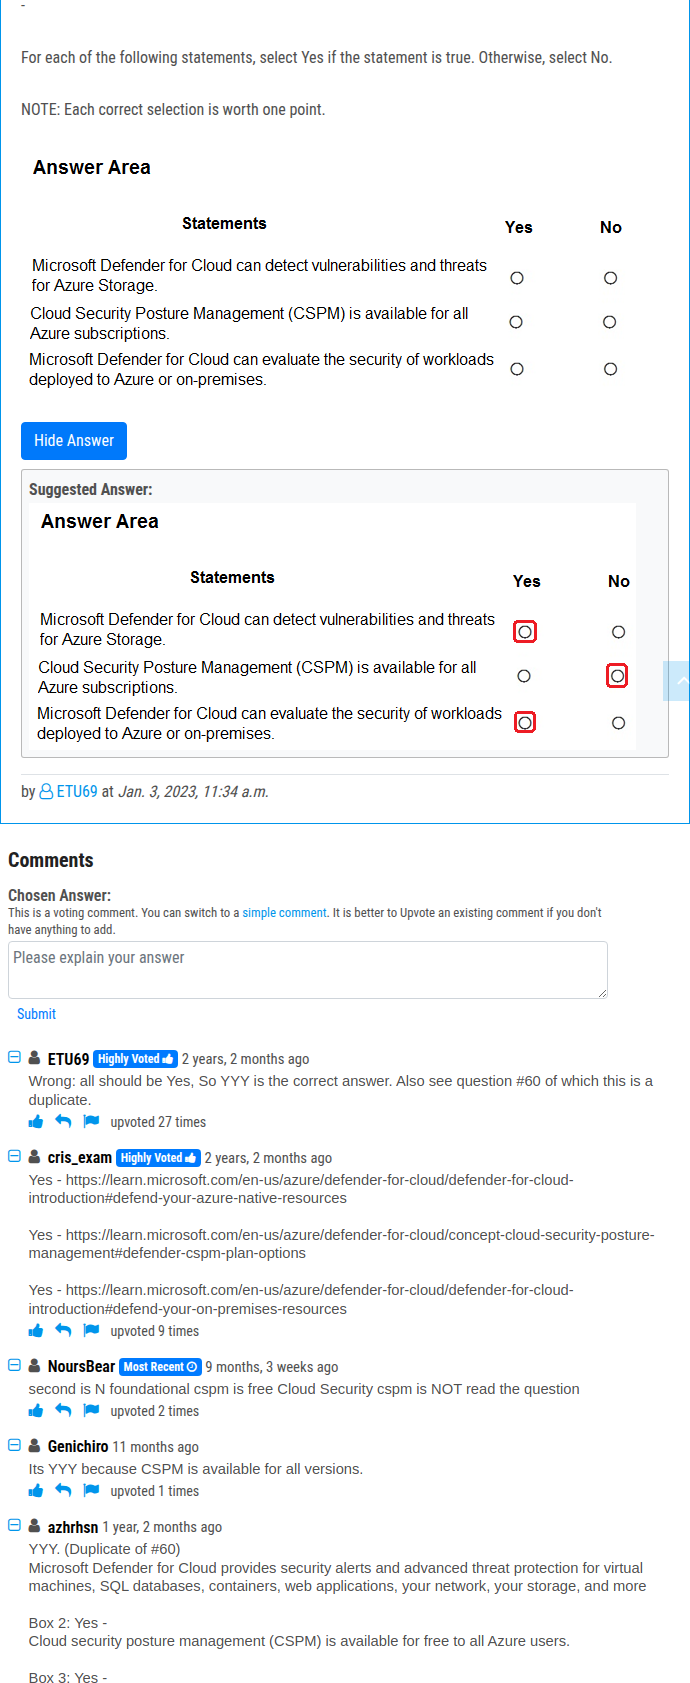 -
For each of the following statements, select Yes if the statement is true. Otherwise, select No.
NOTE: Each correct selection is worth one point.
Answer Area
Statements Yes No
Microsoft Defender for Cloud can detect vulnerabilities and threats
for Azure Storage.
Cloud Security Posture Management (CSPM) is available for all
Azure subscriptions.
Microsoft Defender for Cloud can evaluate the security of workloads
deployed to Azure or on-premises.
Hide Answer
Suggested Answer:
Answer Area
Statements Yes No
Microsoft Defender for Cloud can detect vulnerabilities and threats
for Azure Storage.
Cloud Security Posture Management (CSPM) is available for all
Azure subscriptions.
Microsoft Defender for Cloud can evaluate the security of workloads
deployed to Azure or on-premises.
by ETU69 at Jan. 3, 2023, 11:34 a.m.
Comments
Chosen Answer:
This is a voting comment. You can switch to a simple comment. It is better to Upvote an existing comment if you don't
have anything to add.
Please explain your answer
Submit
ETU69 Highly Voted 2 years, 2 months ago
Wrong: all should be Yes, So YYY is the correct answer. Also see question #60 of which this is a
duplicate.
upvoted 27 times
cris_exam Highly Voted 2 years, 2 months ago
Yes - https://learn.microsoft.com/en-us/azure/defender-for-cloud/defender-for-cloud-
introduction#defend-your-azure-native-resources
Yes - https://learn.microsoft.com/en-us/azure/defender-for-cloud/concept-cloud-security-posture-
management#defender-cspm-plan-options
Yes - https://learn.microsoft.com/en-us/azure/defender-for-cloud/defender-for-cloud-
introduction#defend-your-on-premises-resources
upvoted 9 times
NoursBear Most Recent 9 months, 3 weeks ago
second is N foundational cspm is free Cloud Security cspm is NOT read the question
upvoted 2 times
Genichiro 11 months ago
Its YYY because CSPM is available for all versions.
upvoted 1 times
azhrhsn 1 year, 2 months ago
YYY. (Duplicate of #60)
Microsoft Defender for Cloud provides security alerts and advanced threat protection for virtual
machines, SQL databases, containers, web applications, your network, your storage, and more
Box 2: Yes -
Cloud security posture management (CSPM) is available for free to all Azure users.
Box 3: Yes -